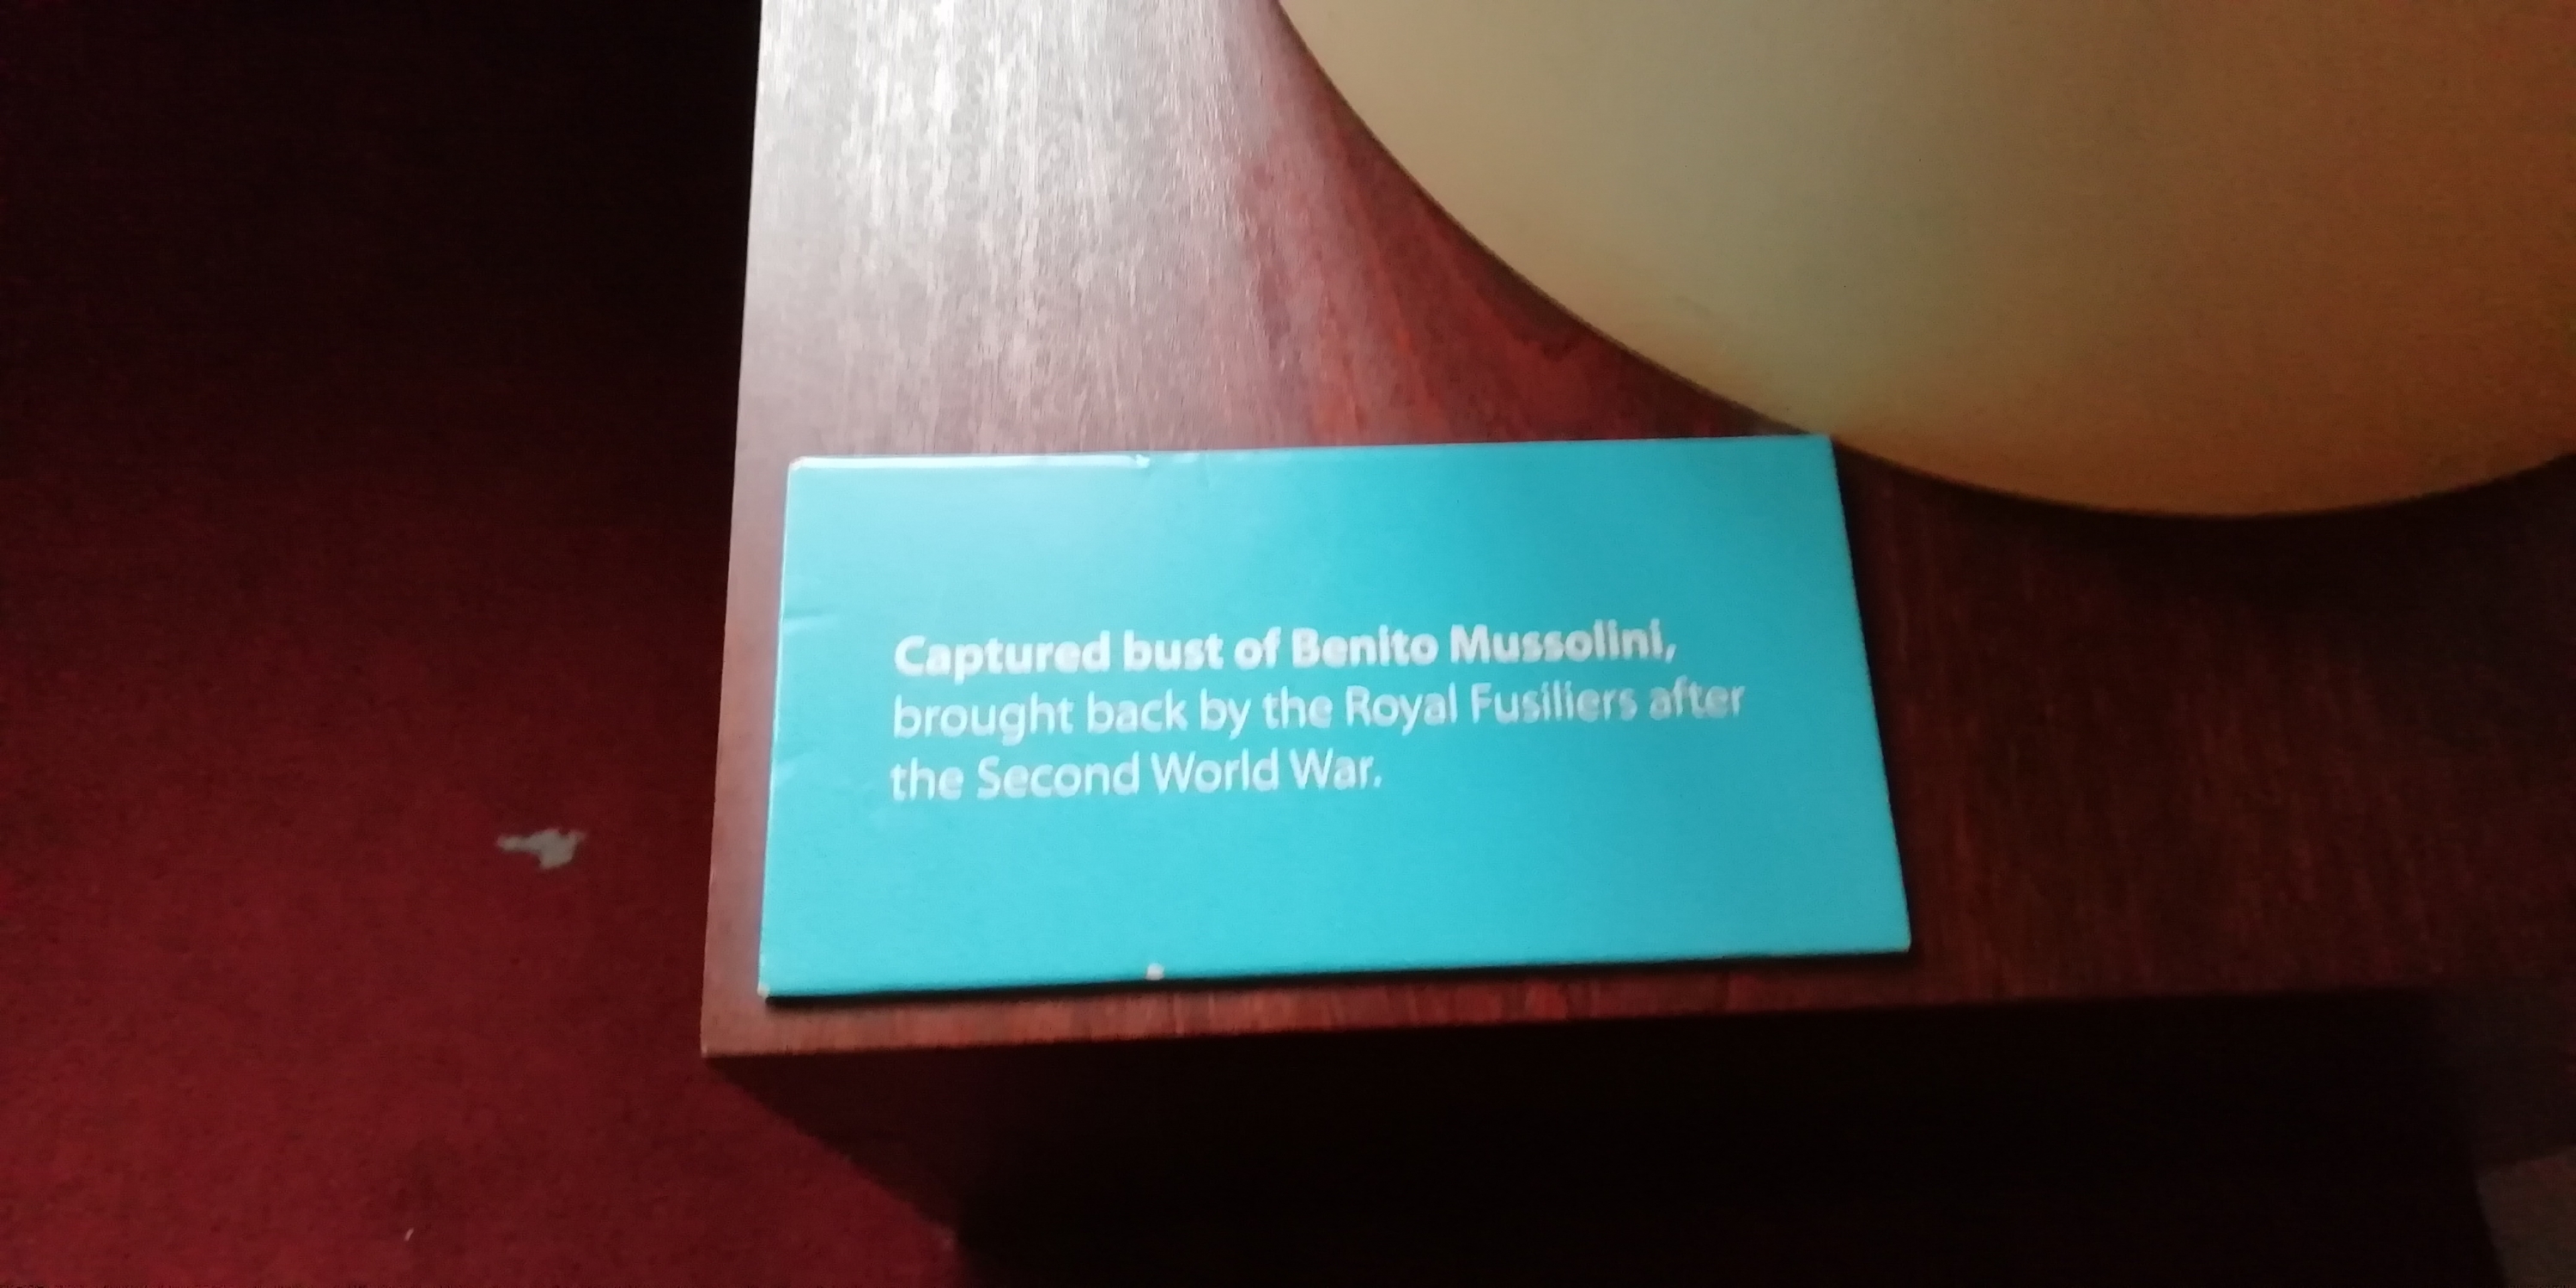 Captured bust of Benito Mussolini,
brought back by the Royal Fusiliers after
the Second World War.